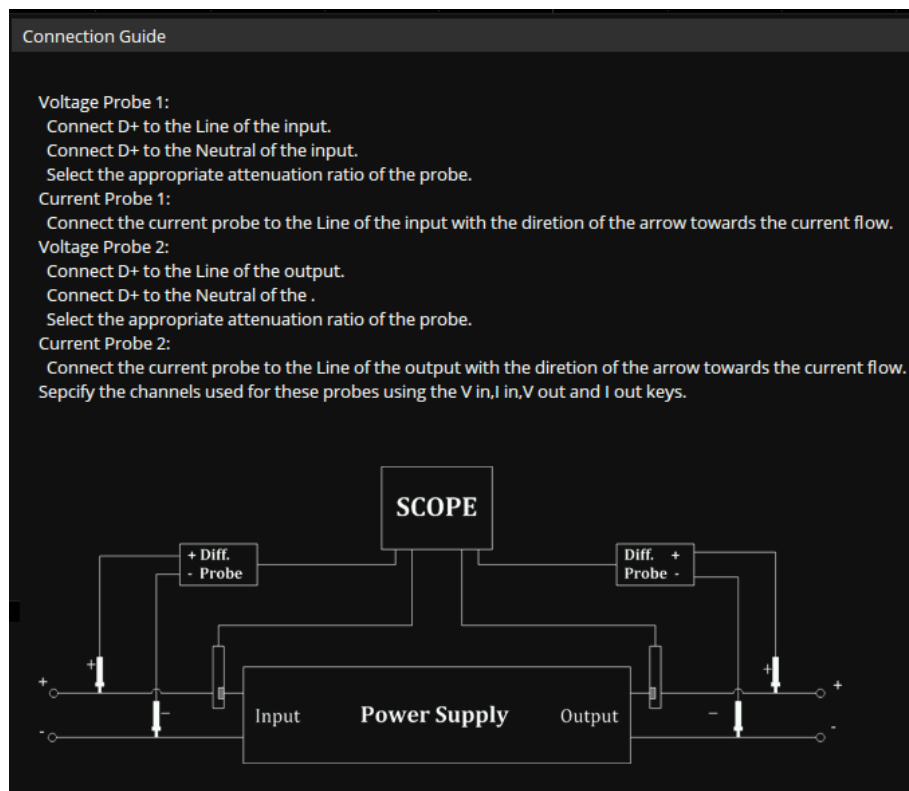 Connection Guide
Voltage Probe 1:
Connect D+ to the Line of the input.
Connect D+ to the Neutral of the input.
Select the appropriate attenuation ratio of the probe.
Current Probe 1:
Connect the current probe to the Line of the input with the diretion of the arrow towards the current flow.
Voltage Probe 2:
Connect D+ to the Line of the output.
Connect D+ to the Neutral of the .
Select the appropriate attenuation ratio of the probe.
Current Probe 2:
Connect the current probe to the Line of the output with the diretion of the arrow towards the current flow.
Sepcify the channels used for these probes using the V in,I in,V out and I out keys.
SCOPE
+ Diff.
- Probe
Diff. +
Probe -
+
+
+
+
-
-
-
-
Input
Power Supply
Output